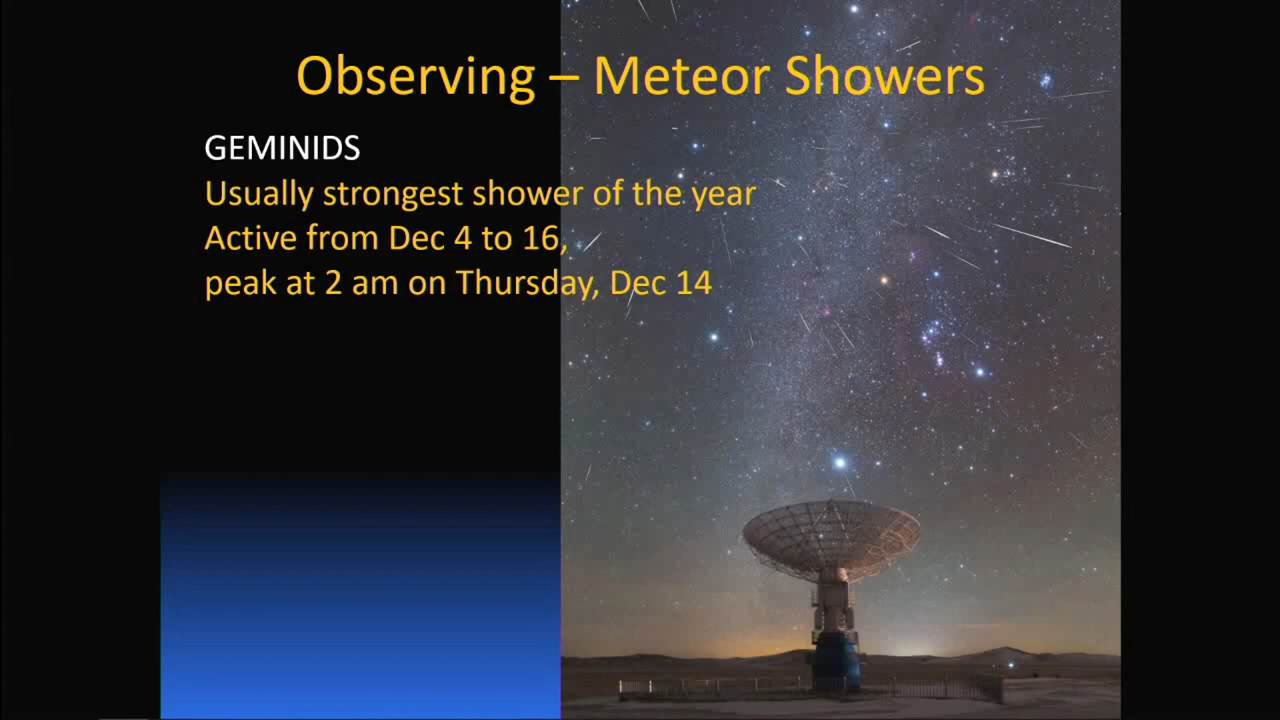 Observing – Meteor Showers
GEMINIDS
Usually strongest shower of the year
Active from Dec 4 to 16,
peak at 2 am on Thursday, Dec 14